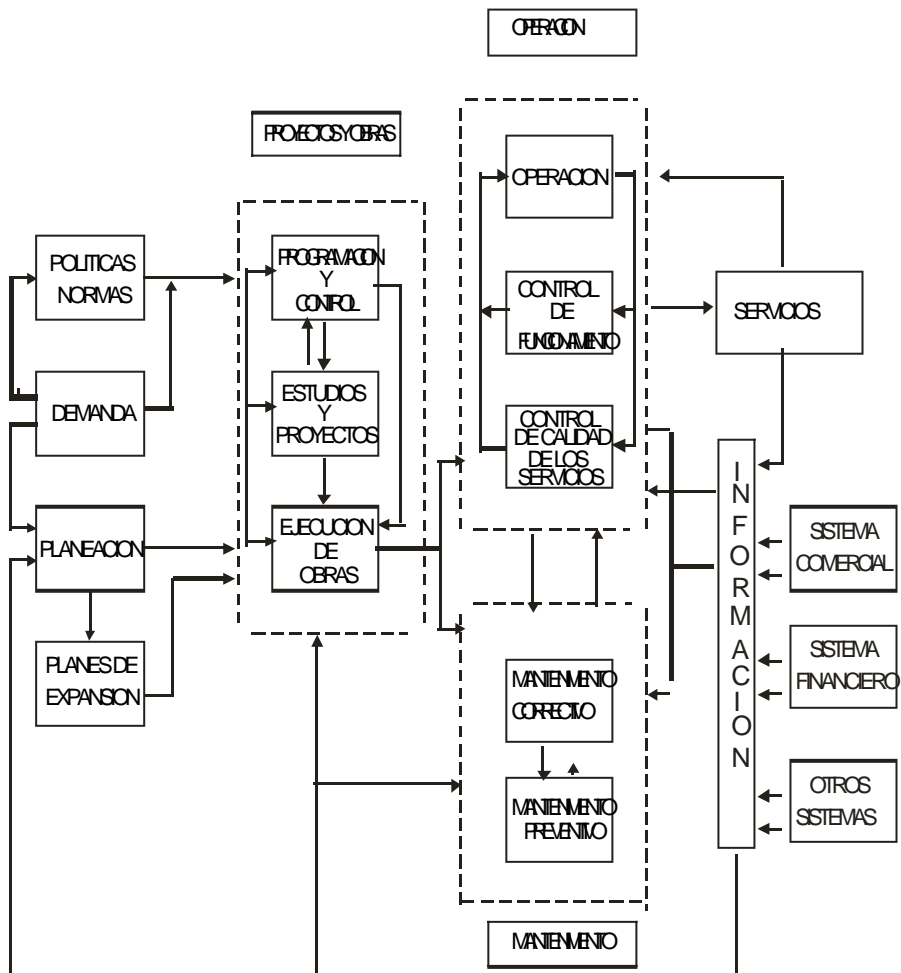 OPERACION
PROYECTOS Y OBRAS
OPERACION
POLITICAS
NORMAS
PROGRAMACION
Y
CONTROL
CONTROL
DE
FUNCIONAMIENTO
SERVICIOS
DEMANDA
ESTUDIOS
Y
PROYECTOS
CONTROL
DE CALIDAD
DE LOS
SERVICIOS
INFORMACION
PLANEACION
EJECUCION
DE
OBRAS
SISTEMA
COMERCIAL
PLANES DE
EXPANSION
MANTENIMIENTO
CORRECTIVO
SISTEMA
FINANCIERO
MANTENIMIENTO
PREVENTIVO
OTROS
SISTEMAS
MANTENIMIENTO